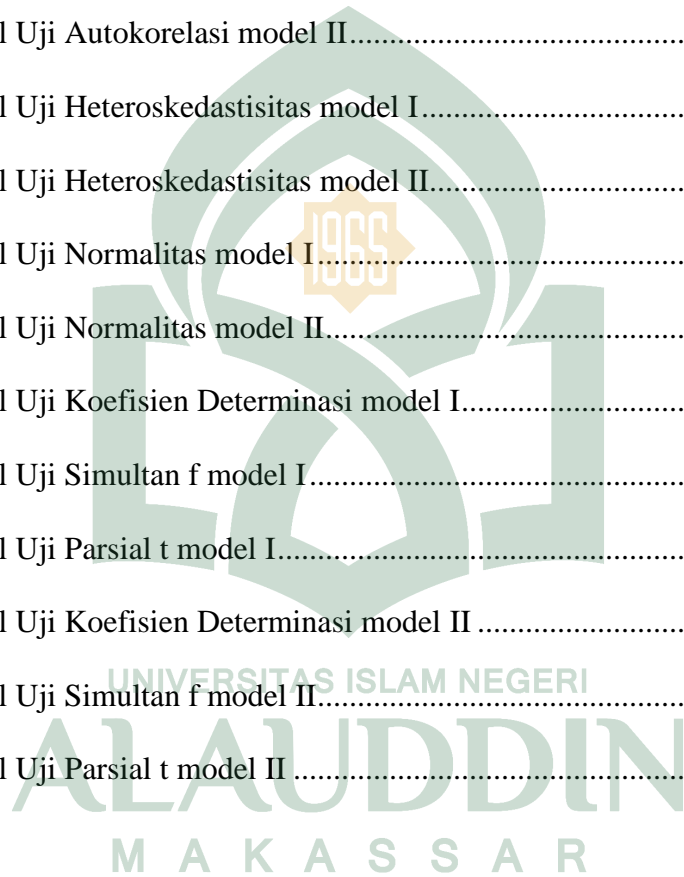 l Uji Autokorelasi model II........................................
l Uji Heteroskedastisitas model I................................
l Uji Heteroskedastisitas model II...............................
1965
l Uji Normalitas model I............................................
l Uji Normalitas model II...........................................
l Uji Koefisien Determinasi model I...........................
l Uji Simultan f model I.............................................
l Uji Parsial t model I.................................................
l Uji Koefisien Determinasi model II .........................
UNIVERSITAS ISLAM NEGERI
l Uji Simultan f model II............................................
ALAUDDIN
l Uji Parsial t model II ...............................................
MAKASSAR